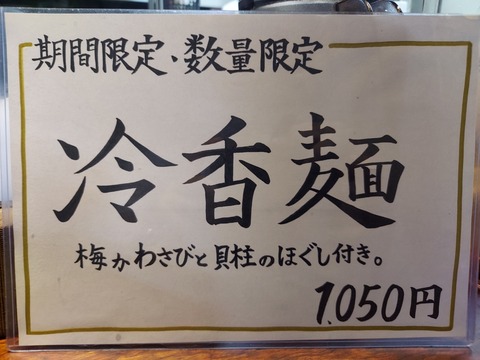 期間限定、数量限定
冷香麺
梅かわさびと貝柱のほぐし付き。
1,050円